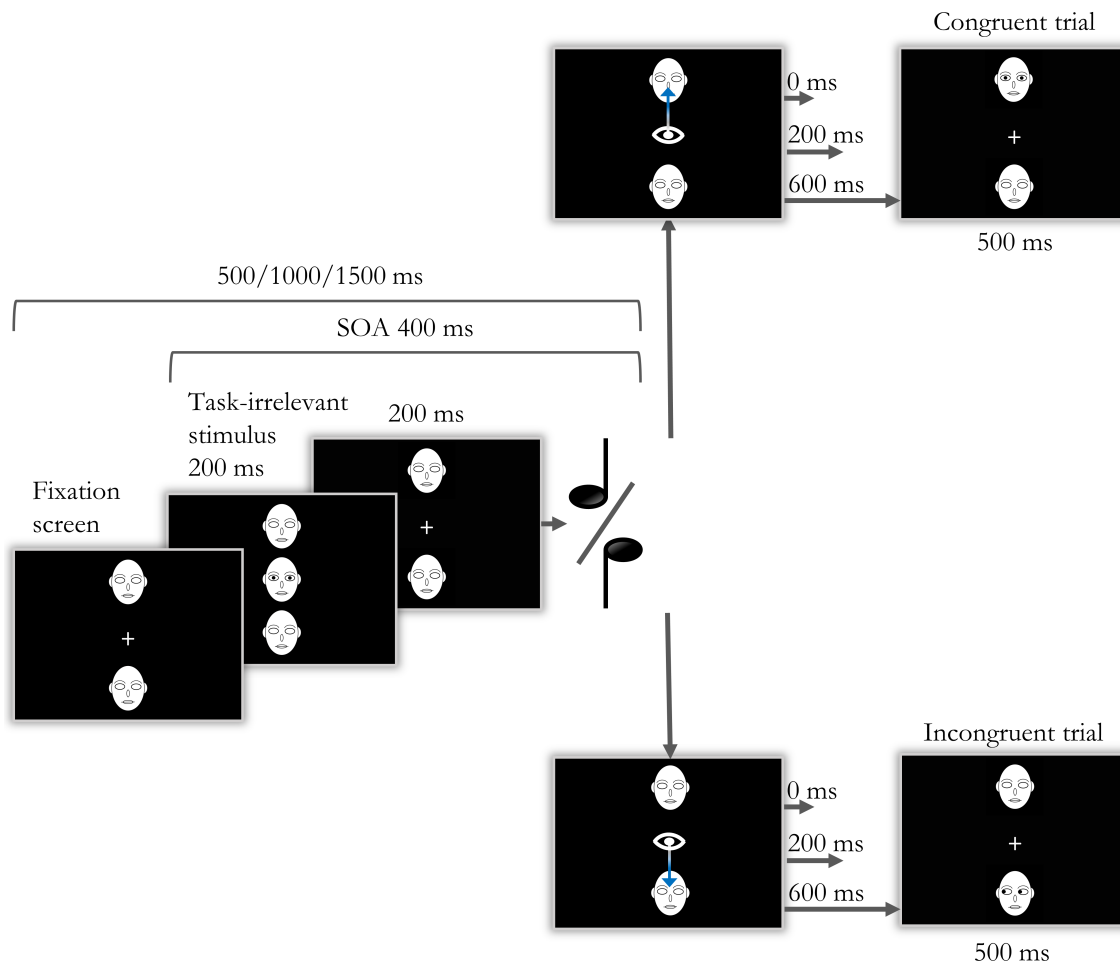 Congruent trial
0 ms
200 ms
600 ms
+
500 ms
500/1000/1500 ms
SOA 400 ms
Task-irrelevant
stimulus
200 ms
200 ms
+
Fixation
screen
+
Incongruent trial
0 ms
200 ms
600 ms
+
500 ms